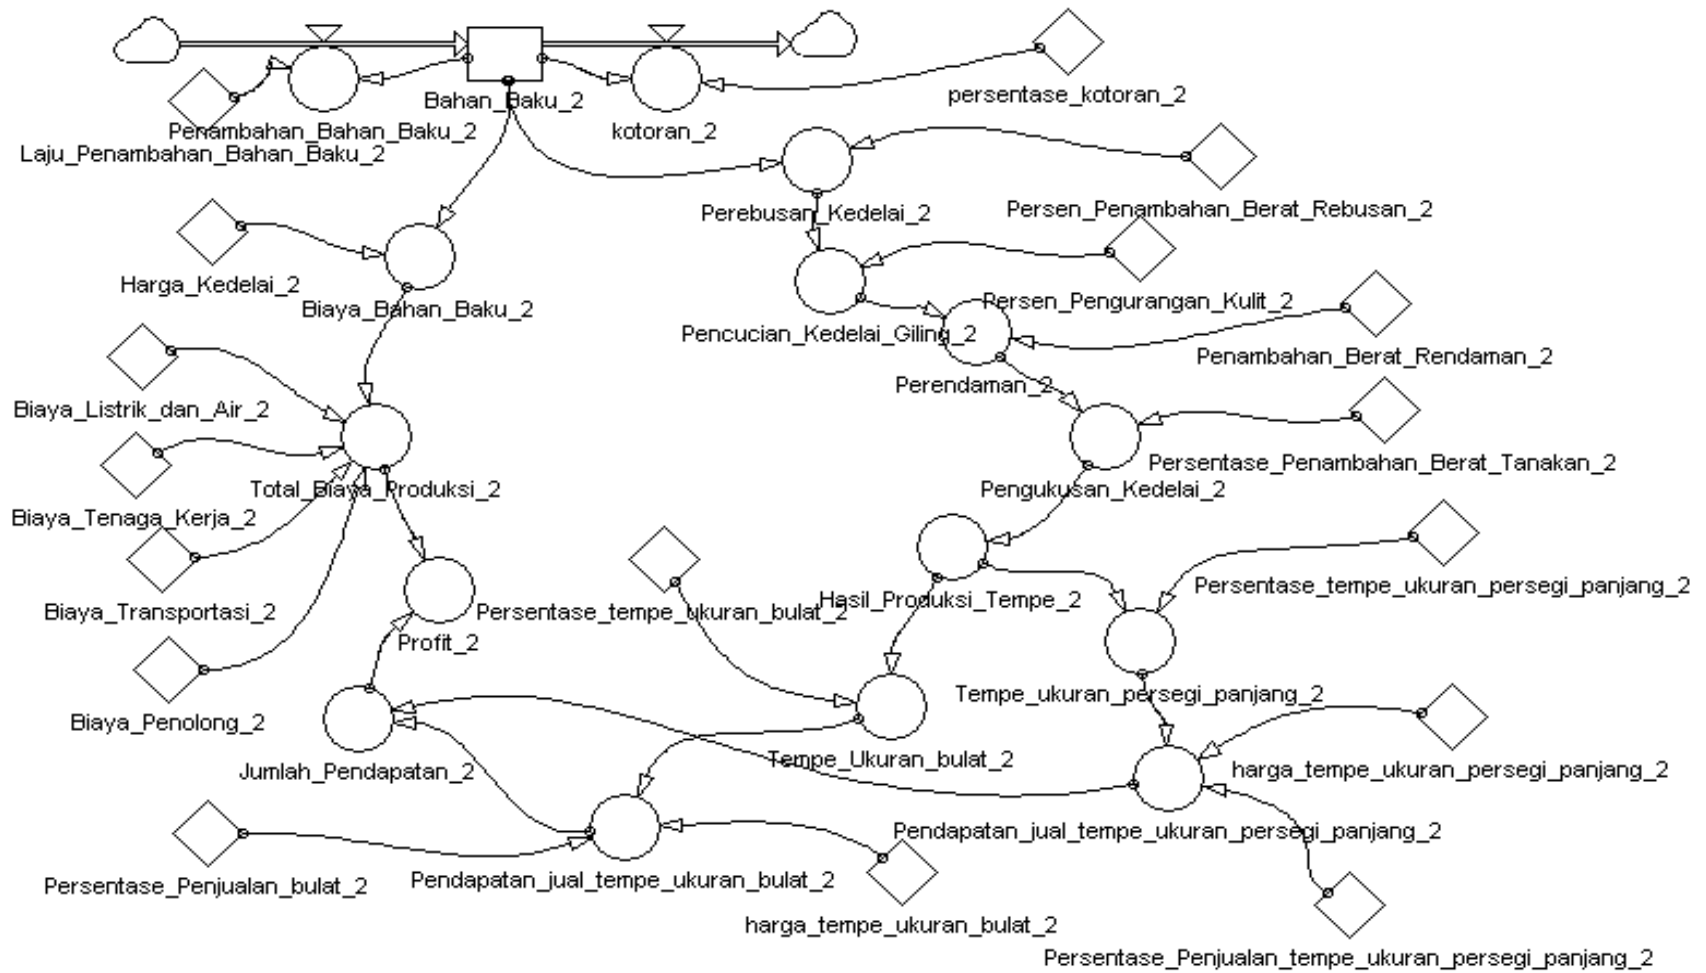 Bahan_Baku_2
persentase_kotoran_2
Penambahan_Bahan_Baku_2
kotoran_2
Laju_Penambahan_Bahan_Baku_2
Perebusan_Kedelai_2
Persen_Penambahan_Berat_Rebusan_2
Harga_Kedelai_2
Biaya_Bahan_Baku_2
Persen_Pengurangan_Kulit_2
Pencucian_Kedelai_Giling_2
Penambahan_Berat_Rendaman_2
Perendaman_2
Biaya_Listrik_dan_Air_2
Persentase_Penambahan_Berat_Tanakan_2
Total_Biaya_Produksi_2
Pengukusan_Kedelai_2
Biaya_Tenaga_Kerja_2
Persentase_tempe_ukuran_persegi_panjang_2
Biaya_Transportasi_2
Persentase_tempe_ukuran_bulat_2
Hasil_Produksi_Tempe_2
Profit_2
Tempe_ukuran_persegi_panjang_2
Biaya_Penolong_2
Jumlah_Pendapatan_2
Tempe_Ukuran_bulat_2
harga_tempe_ukuran_persegi_panjang_2
Pendapatan_jual_tempe_ukuran_persegi_panjang_2
Persentase_Penjualan_bulat_2
Pendapatan_jual_tempe_ukuran_bulat_2
harga_tempe_ukuran_bulat_2
Persentase_Penjualan_tempe_ukuran_persegi_panjang_2